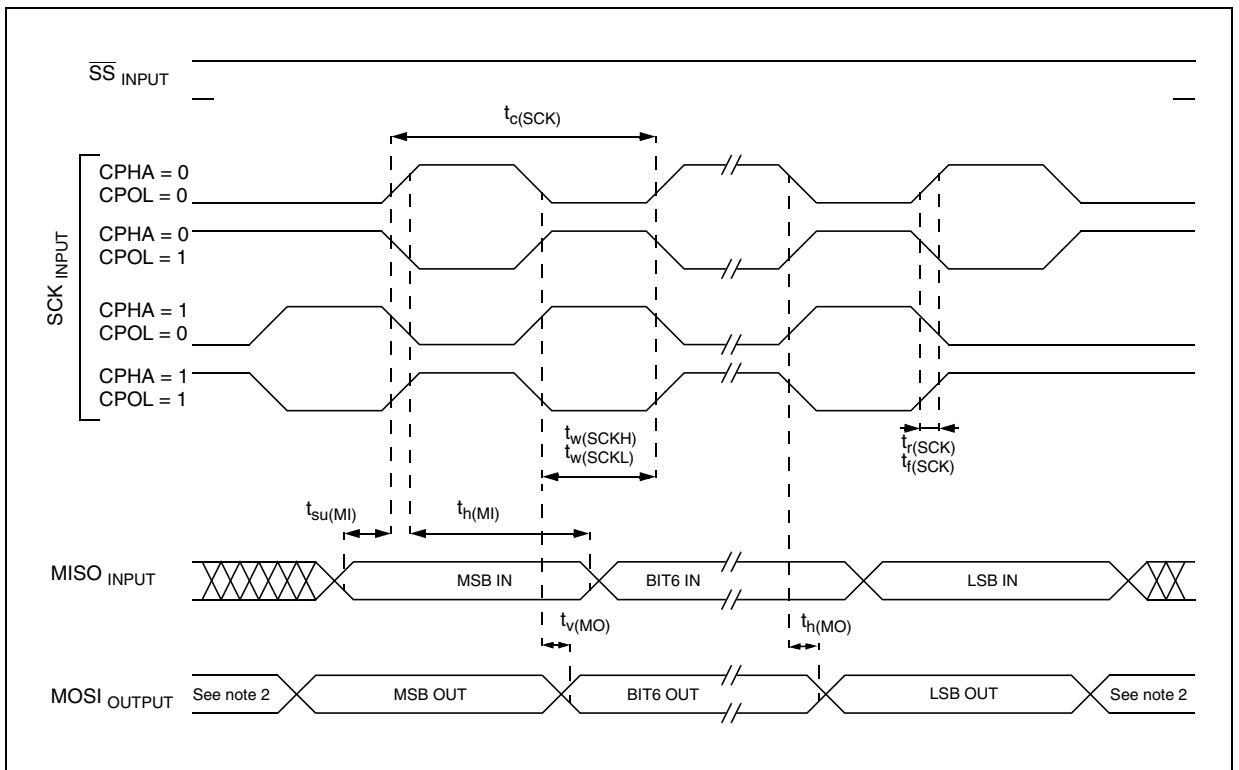 SS INPUT
tc(SCK)
SCK INPUT
CPHA = 0
CPOL = 0
CPHA = 0
CPOL = 1
CPHA = 1
CPOL = 0
CPHA = 1
CPOL = 1
tw(SCKH)
tw(SCKL)
tr(SCK)
tf(SCK)
tsu(MI)
th(MI)
MISO INPUT
MSB IN
BIT6 IN
LSB IN
tv(MO)
th(MO)
MOSI OUTPUT
See note 2
MSB OUT
BIT6 OUT
LSB OUT
See note 2